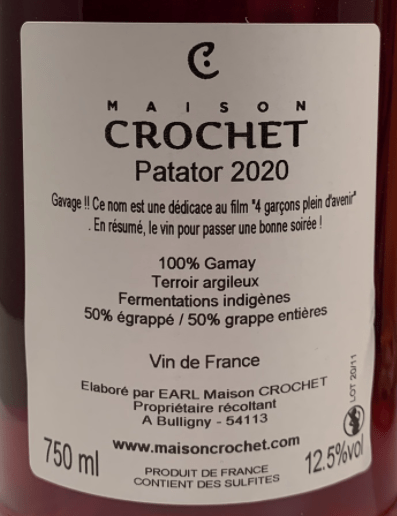 MAISON
CROCHET
Patator 2020
Gavage !! Ce nom est une dédicace au film "4 garçons plein d'avenir"
. En résumé, le vin pour passer une bonne soirée !
100% Gamay
Terroir argileux
Fermentations indigènes
50% égrappé / 50% grappe entières
Vin de France
Elaboré par EARL Maison CROCHET
Propriétaire récoltant
A Bulligny - 54113
LOT 20/11
www.maisoncrochet.com
750 ml
12.5%vol
PRODUIT DE FRANCE
CONTIENT DES SULFITES